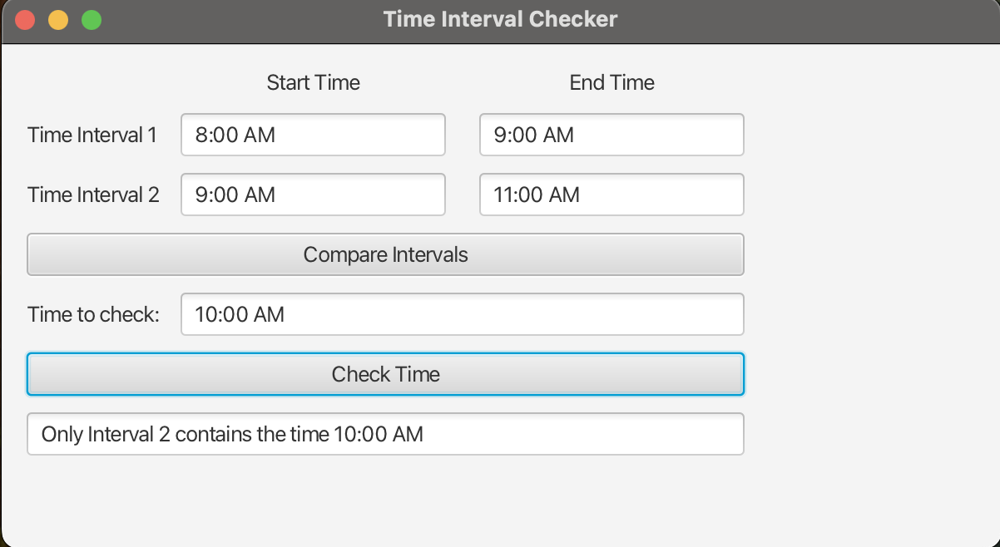 Time Interval Checker
Start Time End Time
Time Interval 1 8:00 AM 9:00 AM
Time Interval 2 9:00 AM 11:00 AM
Compare Intervals
Time to check: 10:00 AM
Check Time
Only Interval 2 contains the time 10:00 AM